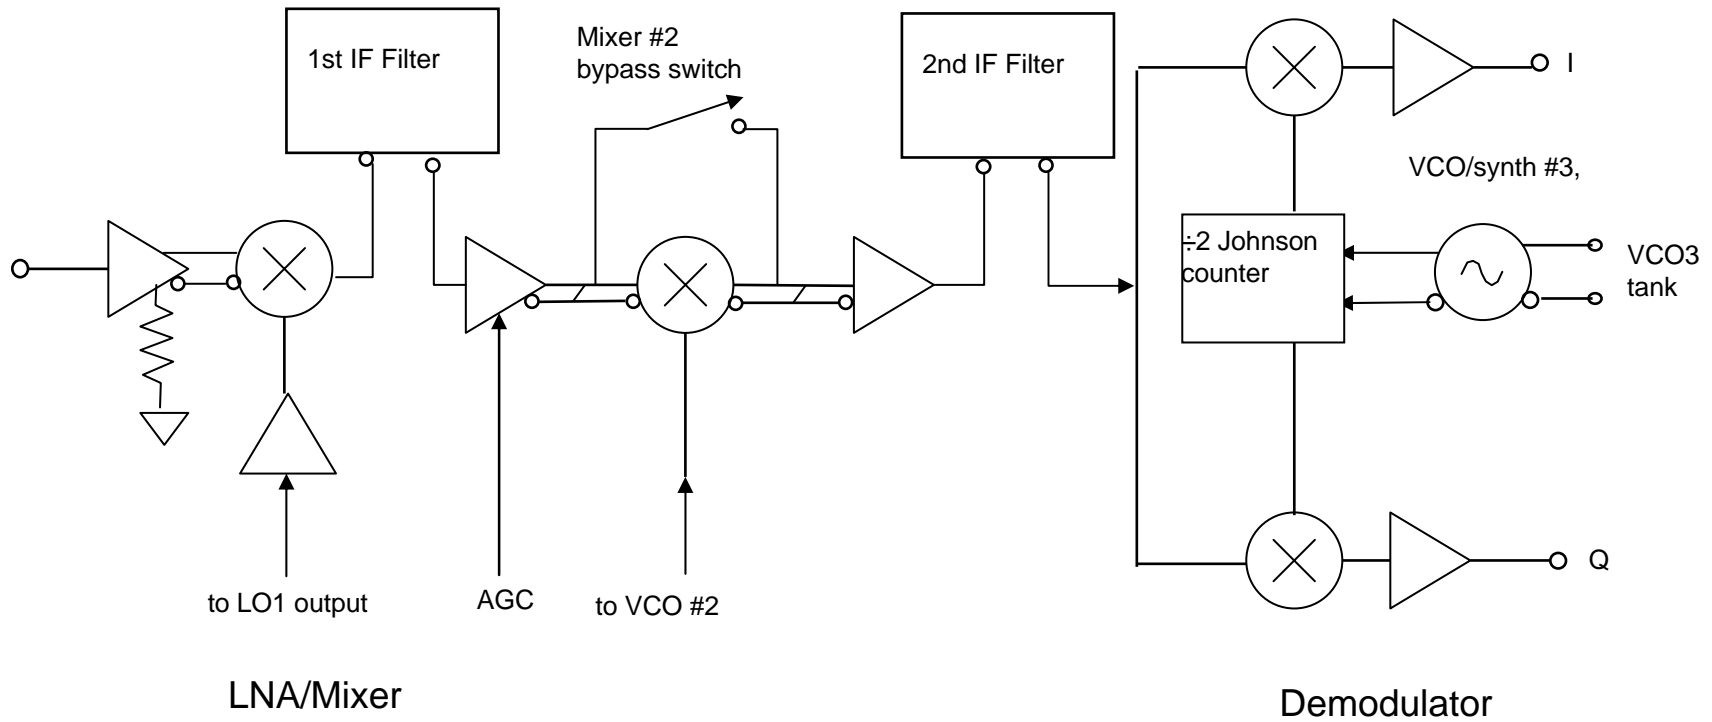 1st IF Filter
Mixer #2
bypass switch
2nd IF Filter
I
VCO/synth #3,
÷2 Johnson
counter
VCO3
tank
to LO1 output
AGC
to VCO #2
Q
LNA/Mixer
Demodulator